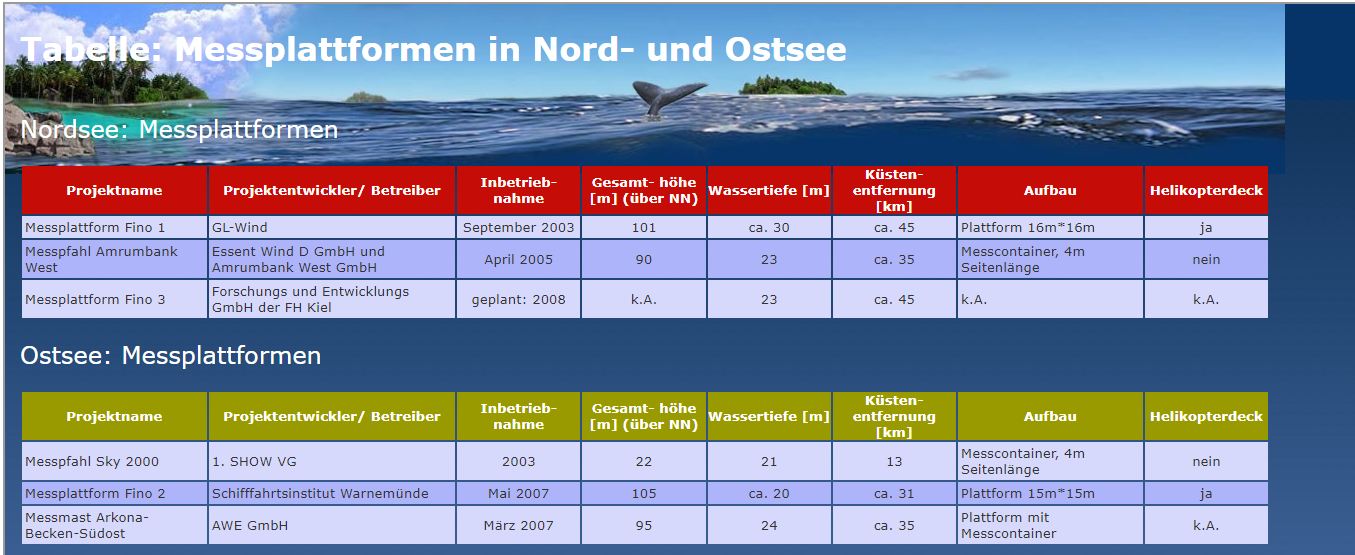 Tabelle: Messplattformen in Nord- und Ostsee
Nordsee: Messplattformen
Projektname Projektentwickler/ Betreiber Inbetrieb- nahme Gesamt- höhe [m] (über NN) Wassertiefe [m] Küsten- entfernung [km] Aufbau Helikopterdeck
Messplattform Fino 1 GL-Wind September 2003 101 ca. 30 ca. 45 Plattform 16m*16m ja
Messpfahl Amrumbank West Essent Wind D GmbH und Amrumbank West GmbH April 2005 90 23 ca. 35 Messcontainer, 4m Seitenlänge nein
Messplattform Fino 3 Forschungs und Entwicklungs GmbH der FH Kiel geplant: 2008 k.A. 23 ca. 45 k.A. k.A.
Ostsee: Messplattformen
Projektname Projektentwickler/ Betreiber Inbetrieb- nahme Gesamt- höhe [m] (über NN) Wassertiefe [m] Küsten- entfernung [km] Aufbau Helikopterdeck
Messpfahl Sky 2000 1. SHOW VG 2003 22 21 13 Messcontainer, 4m Seitenlänge nein
Messplattform Fino 2 Schifffahrtsinstitut Warnemünde Mai 2007 105 ca. 20 ca. 31 Plattform 15m*15m ja
Messmast Arkona- Becken-Südost AWE GmbH März 2007 95 24 ca. 35 Plattform mit Messcontainer k.A.